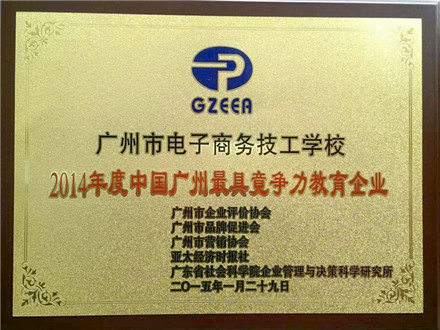 GZEEA
广州市电子商务技工学校
2014年度中国广州最具竟争力教育企业
广州市企业评价协会
广州市品牌促进会
广州市营销协会
亚太经济时报社
广东省社会科学院企业管理与决策科学研究所
二〇一五年一月二十九日